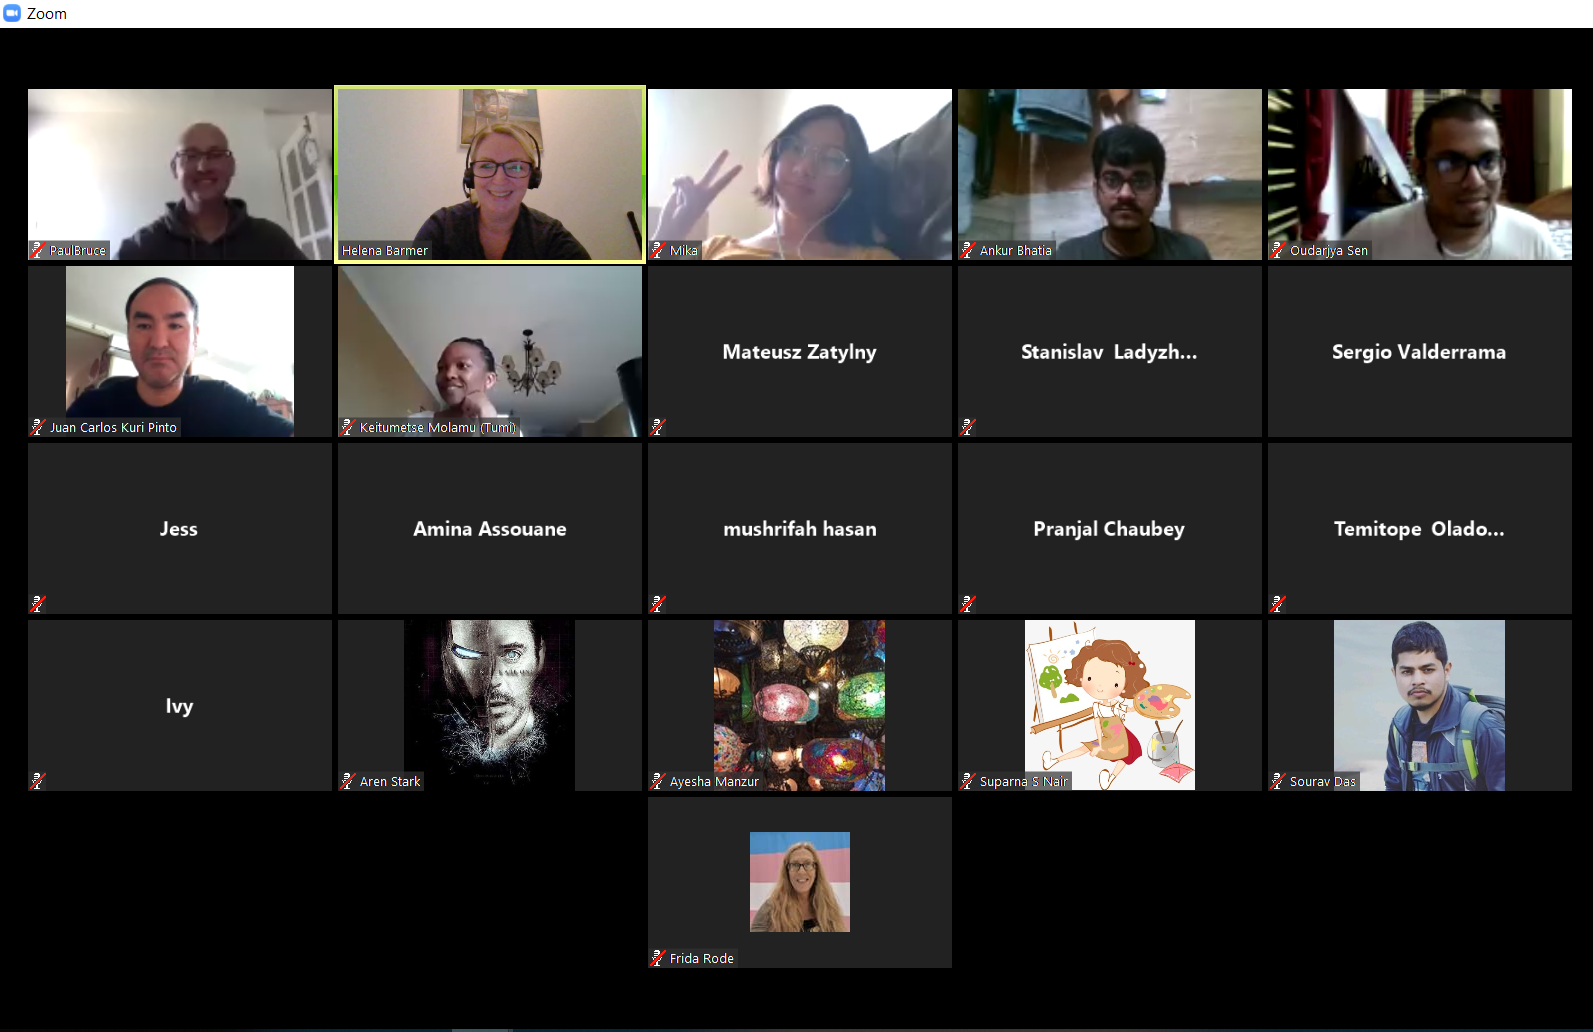 Zoom
PaulBruce
Helena Barmer
Mika
Ankur Bhatia
Oudarjya Sen
Juan Carlos Kuri Pinto
Keitumetse Molamu (Tumi)
Mateusz Zatylny
Stanislav Ladyzh...
Sergio Valderrama
Jess
Amina Assouane
mushrifah hasan
Pranjal Chaubey
Temitope Olado...
Ivy
Aren Stark
Ayesha Manzur
Suparna S Nair
Sourav Das
Frida Rode